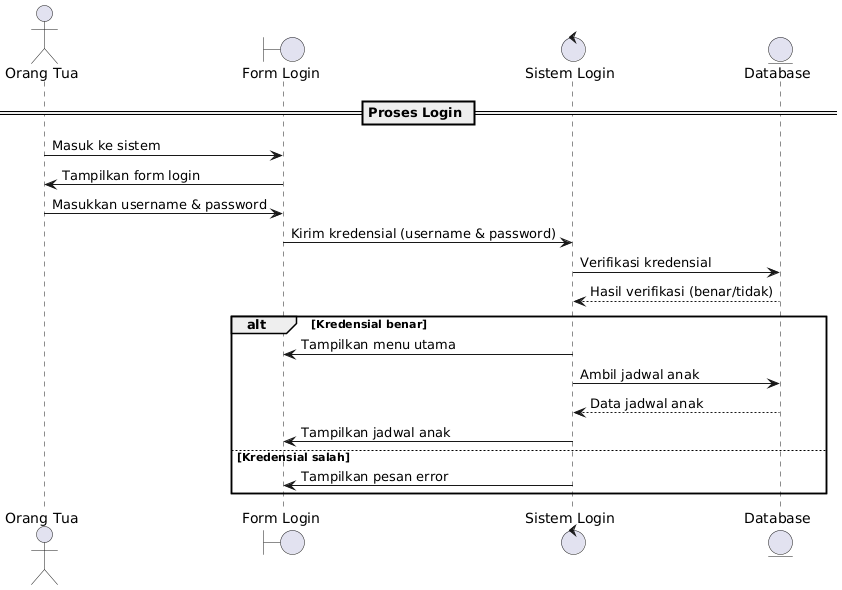 Orang Tua
Form Login
Sistem Login
Database
Proses Login
Masuk ke sistem
Tampilkan form login
Masukkan username & password
Kirim kredensial (username & password)
Verifikasi kredensial
Hasil verifikasi (benar/tidak)
alt
[Kredensial benar]
Tampilkan menu utama
Ambil jadwal anak
Data jadwal anak
Tampilkan jadwal anak
[Kredensial salah]
Tampilkan pesan error
Orang Tua
Form Login
Sistem Login
Database